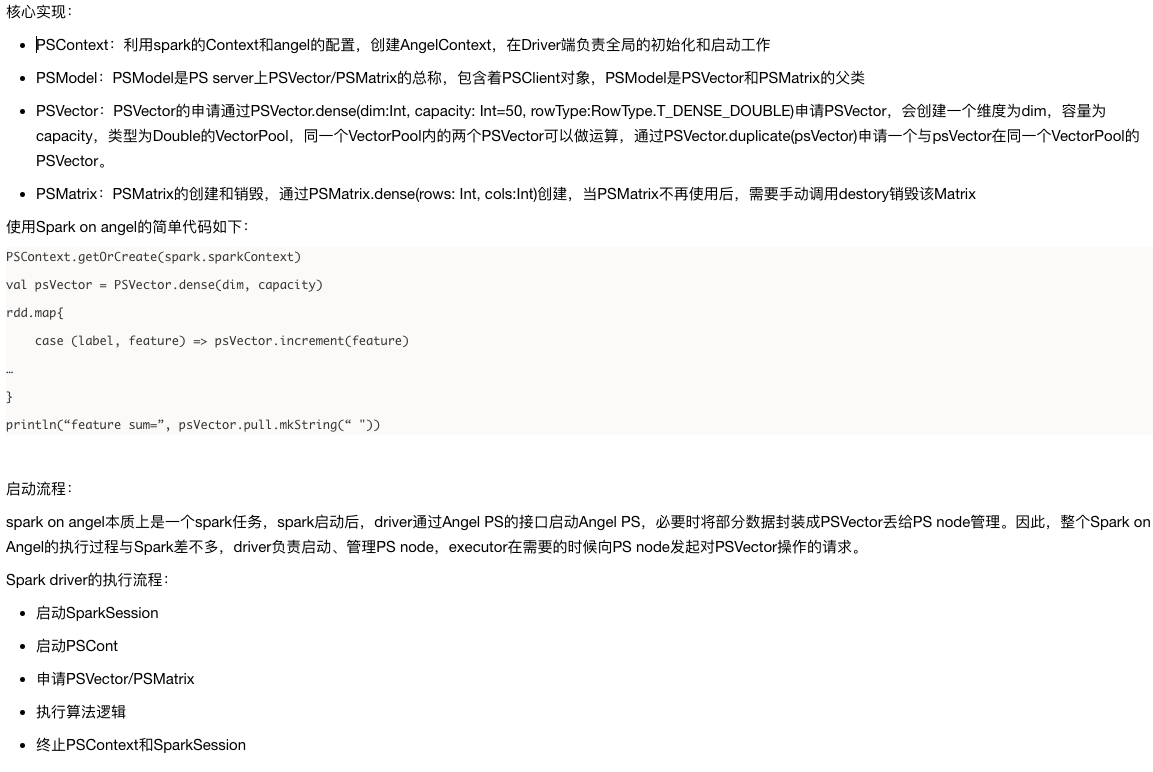 核心实现：
PSContext：利用spark的Context和angel的配置，创建AngelContext，在Driver端负责全局的初始化和启动工作
PSModel：PSModel是PS server上PSVector/PSMatrix的总称，包含着PSClient对象，PSModel是PSVector和PSMatrix的父类
PSVector：PSVector的申请通过PSVector.dense(dim:Int, capacity: Int=50, rowType:RowType.T_DENSE_DOUBLE)申请PSVector，会创建一个维度为dim，容量为
capacity，类型为Double的VectorPool，同一个VectorPool内的两个PSVector可以做运算，通过PSVector.duplicate(psVector)申请一个与psVector在同一个VectorPool的
PSVector。
PSMatrix：PSMatrix的创建和销毁，通过PSMatrix.dense(rows: Int, cols:Int)创建，当PSMatrix不再使用后，需要手动调用destory销毁该Matrix
使用Spark on angel的简单代码如下：
PSContext.getOrCreate(spark.sparkContext)
val psVector = PSVector.dense(dim, capacity)
rdd.map{
case (label, feature) => psVector.increment(feature)
…
}
println(“feature sum=”, psVector.pull.mkString(“ "))
启动流程：
spark on angel本质上是一个spark任务，spark启动后，driver通过Angel PS的接口启动Angel PS，必要时将部分数据封装成PSVector丢给PS node管理。因此，整个Spark on
Angel的执行过程与Spark差不多，driver负责启动、管理PS node，executor在需要的时候向PS node发起对PSVector操作的请求。
Spark driver的执行流程：
启动SparkSession
启动PSCont
申请PSVector/PSMatrix
执行算法逻辑
终止PSContext和SparkSession